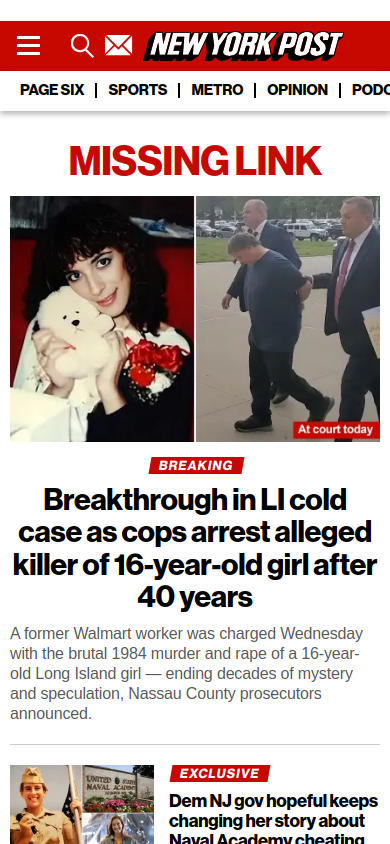 NEW YORK POST
PAGE SIX | SPORTS | METRO | OPINION | PODC
MISSING LINK
At court today
BREAKING
Breakthrough in LI cold
case as cops arrest alleged
killer of 16-year-old girl after
40 years
A former Walmart worker was charged Wednesday
with the brutal 1984 murder and rape of a 16-year-
old Long Island girl — ending decades of mystery
and speculation, Nassau County prosecutors
announced.
UNITED STATES
NAVAL ACADEMY
EXCLUSIVE
Dem NJ gov hopeful keeps
changing her story about
Naval Academy cheating